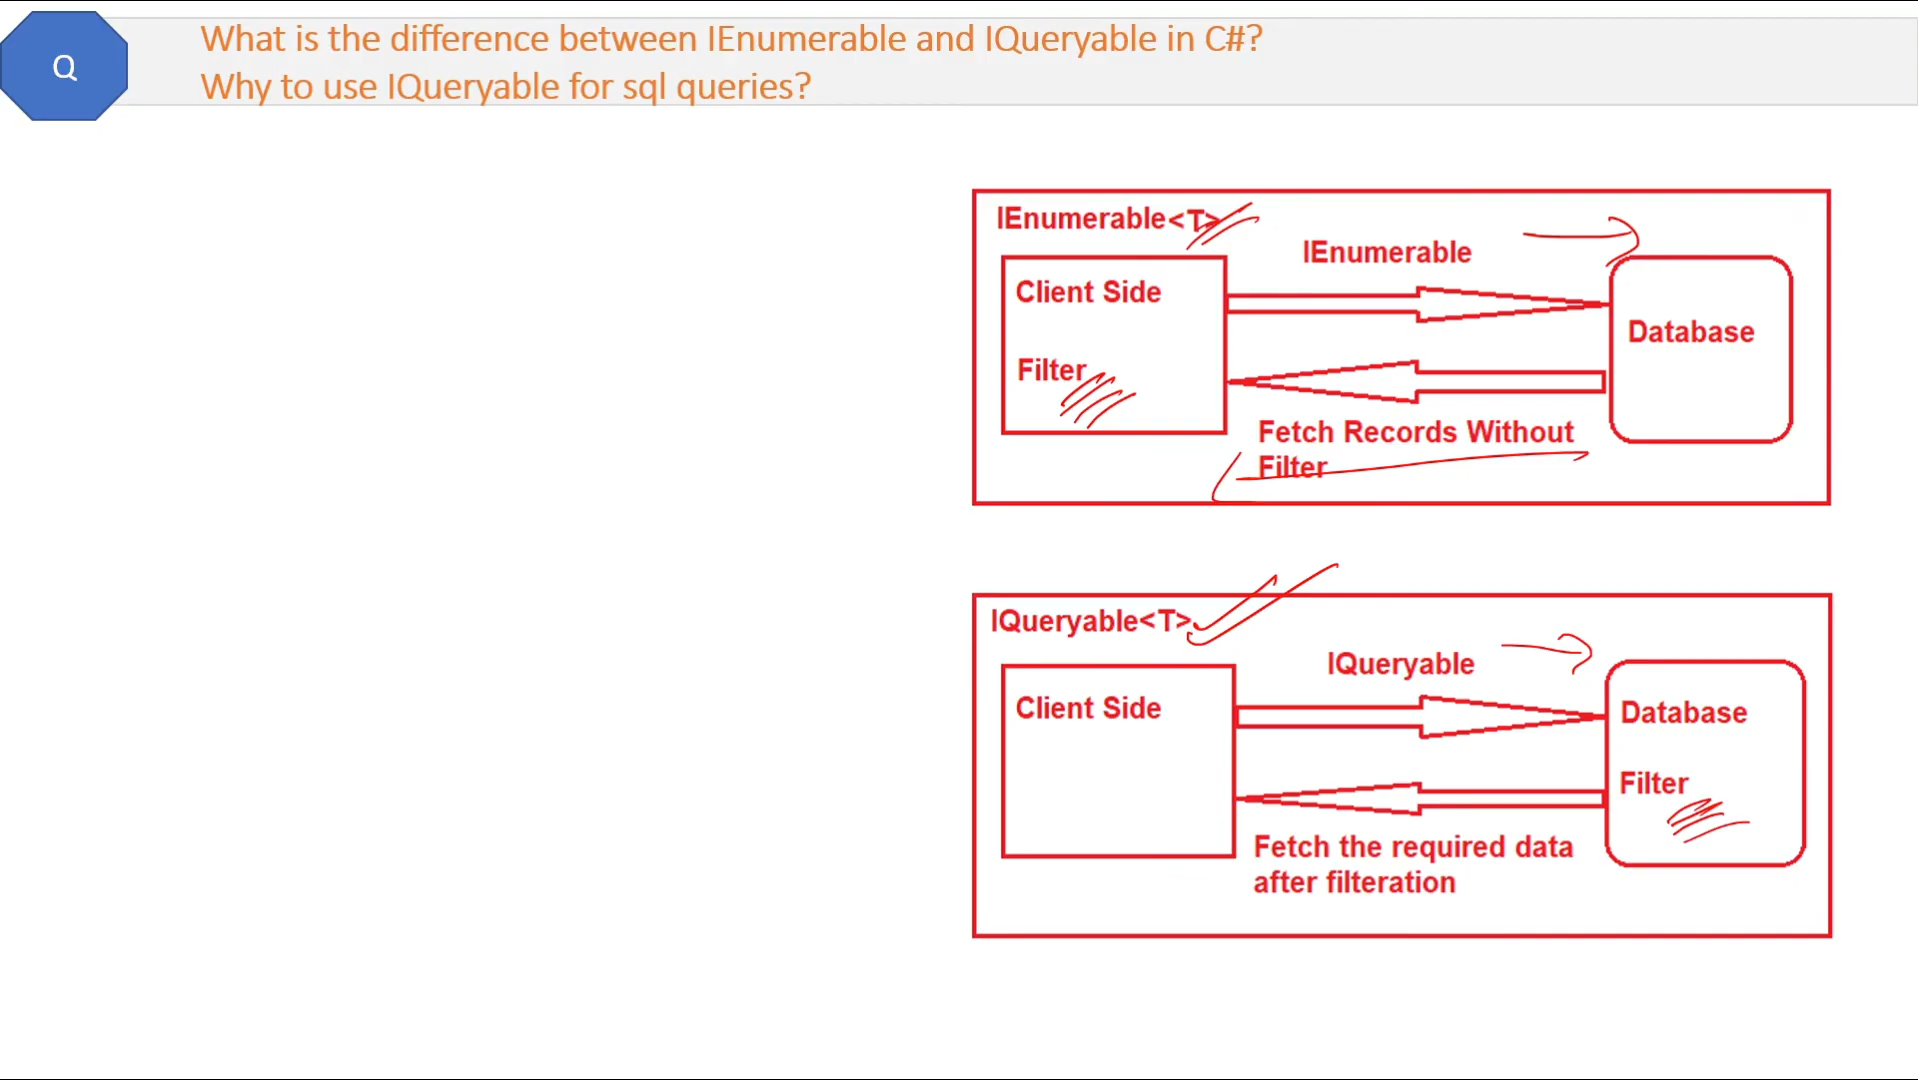 Q
What is the difference between IEnumerable and IQueryable in C#?
Why to use IQueryable for sql queries?
IEnumerable<T>
IEnumerable
Client Side
Database
Filter
Fetch Records Without
Filter
IQueryable<T>
IQueryable
Client Side
Database
Filter
Fetch the required data
after filteration